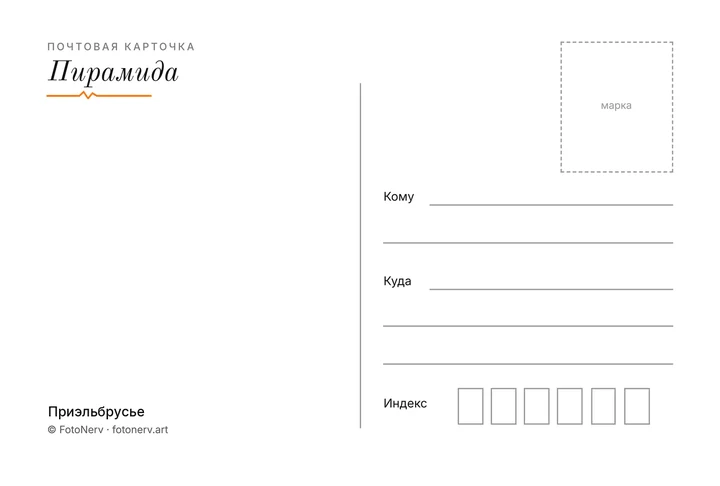 ПОЧТОВАЯ КАРТОЧКА
Пирамида
марка
Кому
Куда
Индекс
Приэльбрусье
© FotoNerv · fotonerv.art